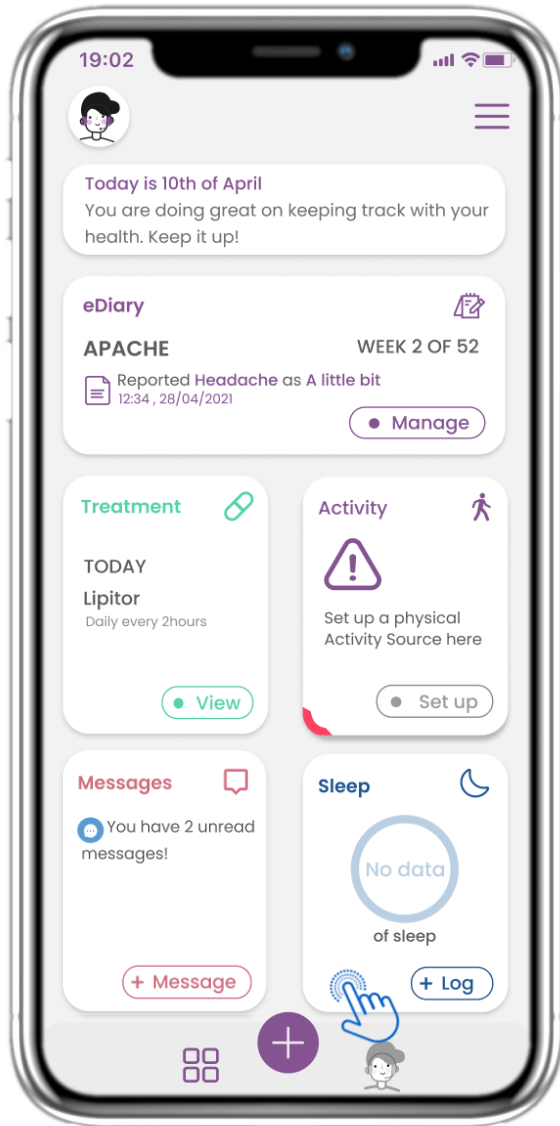 19:02
Today is 10th of April
You are doing great on keeping track with your
health. Keep it up!
eDiary
APACHE
WEEK 2 OF 52
Reported Headache as A little bit
12:34 , 28/04/2021
Manage
Treatment
TODAY
Lipitor
Daily every 2hours
View
Activity
Set up a physical
Activity Source here
Set up
Messages
You have 2 unread
messages!
+ Message
Sleep
No data
of sleep
+ Log